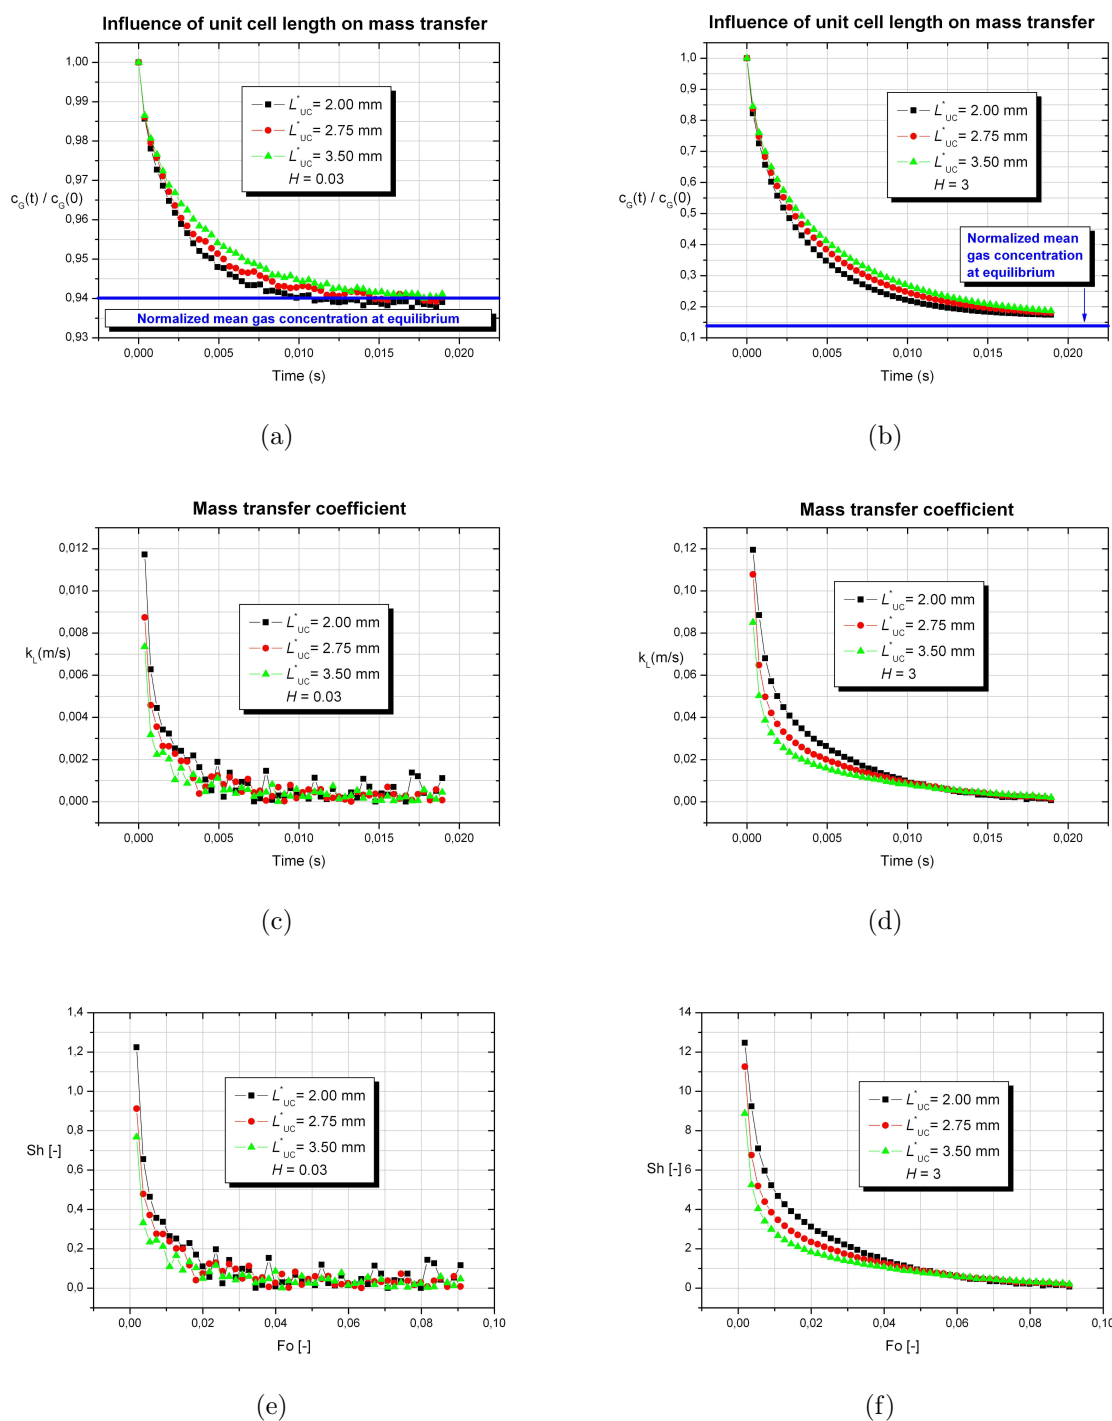 Influence of unit cell length on mass transfer
1,00
0,99
0,98
0,97
0,96
0,95
0,94
0,93
c_G(t) / c_G(0)
L*_UC = 2.00 mm
L*_UC = 2.75 mm
L*_UC = 3.50 mm
H = 0.03
Normalized mean gas concentration at equilibrium
0,000 0,005 0,010 0,015 0,020
Time (s)
(a)
Influence of unit cell length on mass transfer
1,0
0,9
0,8
0,7
0,6
0,5
0,4
0,3
0,2
0,1
c_G(t) / c_G(0)
L*_UC = 2.00 mm
L*_UC = 2.75 mm
L*_UC = 3.50 mm
H = 3
Normalized mean
gas concentration
at equilibrium
0,000 0,005 0,010 0,015 0,020
Time (s)
(b)
Mass transfer coefficient
0,012
0,010
0,008
0,006
0,004
0,002
0,000
k_L(m/s)
L*_UC = 2.00 mm
L*_UC = 2.75 mm
L*_UC = 3.50 mm
H = 0.03
0,000 0,005 0,010 0,015 0,020
Time (s)
(c)
Mass transfer coefficient
0,12
0,10
0,08
0,06
0,04
0,02
0,00
k_L(m/s)
L*_UC = 2.00 mm
L*_UC = 2.75 mm
L*_UC = 3.50 mm
H = 3
0,000 0,005 0,010 0,015 0,020
Time (s)
(d)
1,4
1,2
1,0
0,8
0,6
0,4
0,2
0,0
Sh [-]
L*_UC = 2.00 mm
L*_UC = 2.75 mm
L*_UC = 3.50 mm
H = 0.03
0,00 0,02 0,04 0,06 0,08 0,10
Fo [-]
(e)
14
12
10
8
6
4
2
0
Sh [-]
L*_UC = 2.00 mm
L*_UC = 2.75 mm
L*_UC = 3.50 mm
H = 3
0,00 0,02 0,04 0,06 0,08 0,10
Fo [-]
(f)